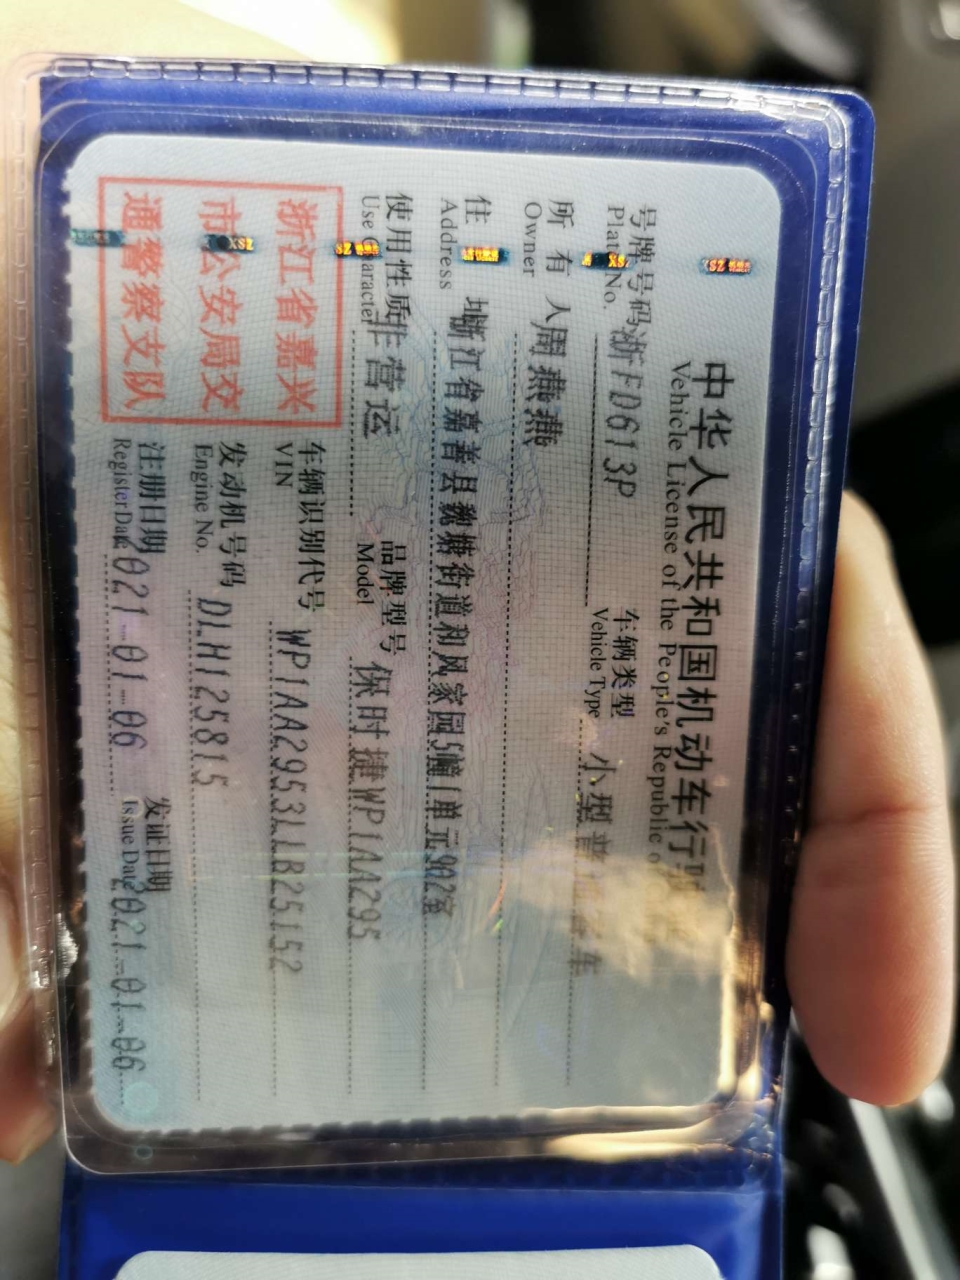 中华人民共和国机动车行驶
Vehicle License of the People's Republic of
号牌号码 浙FD613P 车辆类型 小型普通客车
Plate No. Vehicle Type
所有人 周燕燕
Owner
住址 浙江省嘉善县魏塘街道和风家园5幢1单元902室
Address
使用性质 非营运 品牌型号 保时捷WP1AA295
Use Character Model
浙江省嘉兴
市公安局交
通警察支队
车辆识别代号 WP1AA2953LLB25152
VIN
发动机号码 DLH125815
Engine No.
注册日期 2021-01-06 发证日期 2021-01-06
Register Date Issue Date